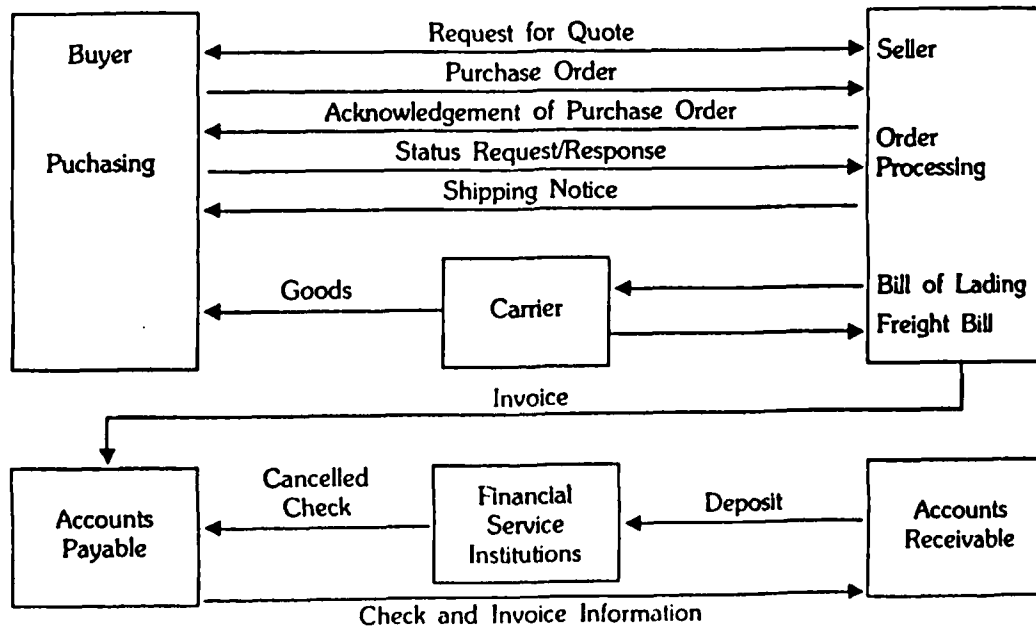 Request for Quote
Buyer
Seller
Purchase Order
Acknowledgement of Purchase Order
Order
Puchasing
Status Request/Response
Processing
Shipping Notice
Goods
Carrier
Bill of Lading
Freight Bill
Invoice
Cancelled
Check
Financial
Service
Institutions
Deposit
Accounts
Payable
Accounts
Receivable
Check and Invoice Information